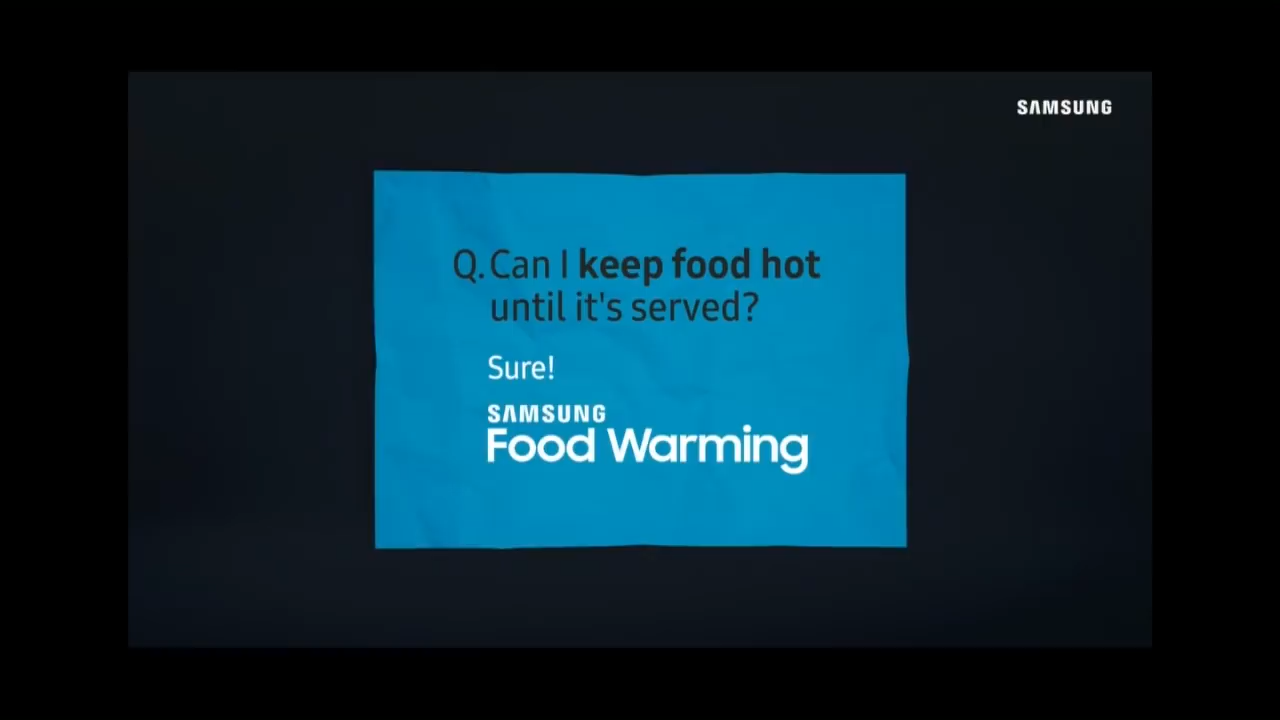 SAMSUNG
Q. Can I keep food hot
until it's served?
Sure!
SAMSUNG
Food Warming